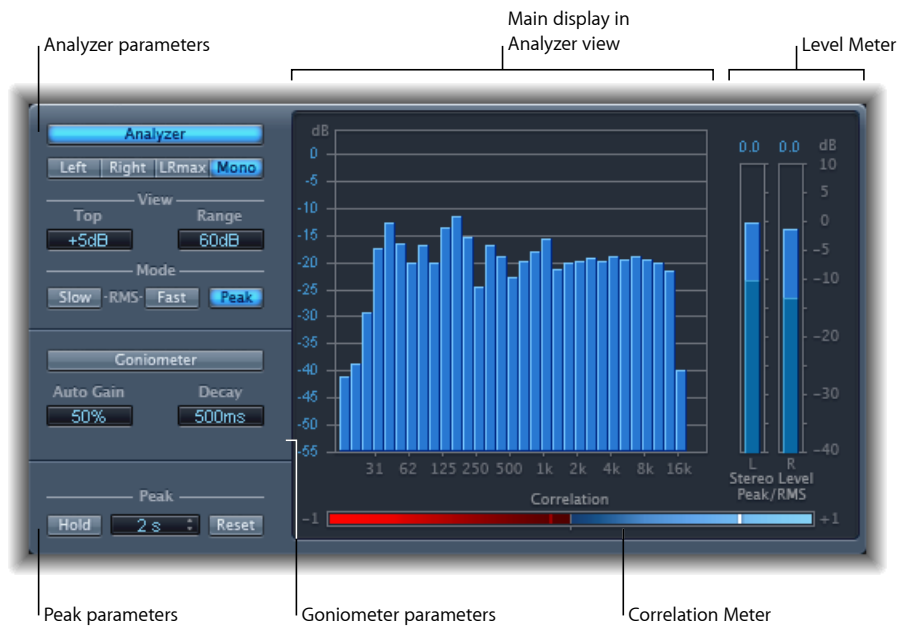 Main display in
Analyzer view
Analyzer parameters
Level Meter
Analyzer
Left Right LRmax Mono
View
Top Range
+5dB 60dB
Mode
Slow -RMS- Fast Peak
Goniometer
Auto Gain Decay
50% 500ms
Peak
Hold 2 s Reset
dB
0
-5
-10
-15
-20
-25
-30
-35
-40
-45
-50
-55
31 62 125 250 500 1k 2k 4k 8k 16k
0.0 0.0 dB
10
5
0
-5
-10
-20
-30
-40
L R
Stereo Level
Peak/RMS
Correlation
-1 +1
Peak parameters
Goniometer parameters
Correlation Meter